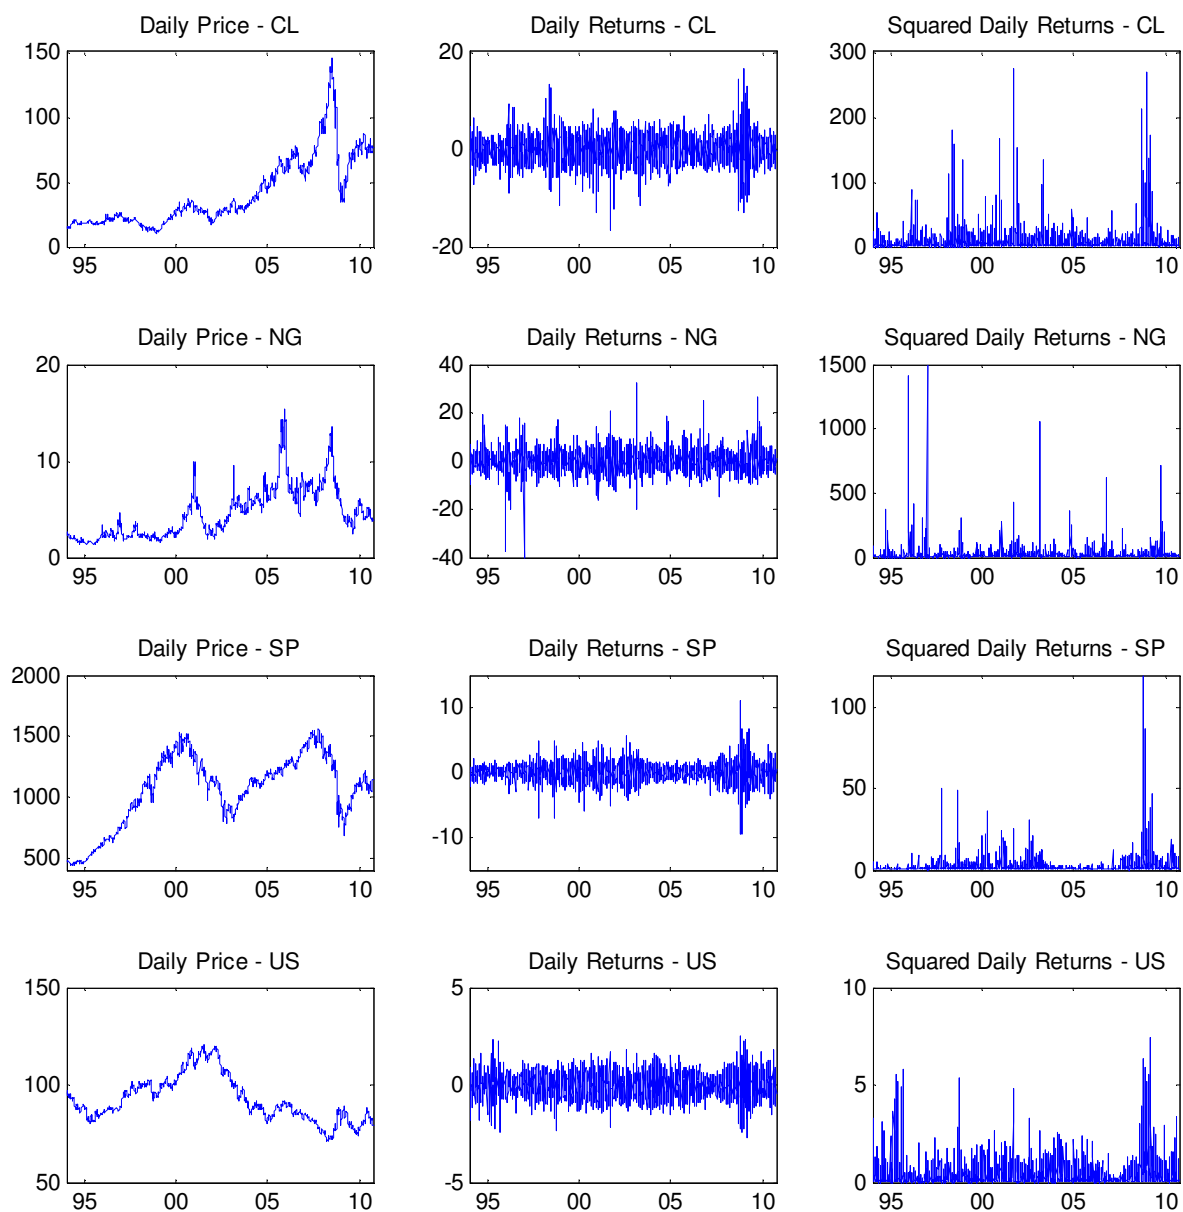 Daily Price - CL
Daily Returns - CL
Squared Daily Returns - CL
150
100
50
0
95 00 05 10
20
0
-20
95 00 05 10
300
200
100
0
95 00 05 10
Daily Price - NG
Daily Returns - NG
Squared Daily Returns - NG
20
10
0
95 00 05 10
40
20
0
-20
-40
95 00 05 10
1500
1000
500
0
95 00 05 10
Daily Price - SP
Daily Returns - SP
Squared Daily Returns - SP
2000
1500
1000
500
95 00 05 10
10
0
-10
95 00 05 10
100
50
0
95 00 05 10
Daily Price - US
Daily Returns - US
Squared Daily Returns - US
150
100
50
95 00 05 10
5
0
-5
95 00 05 10
10
5
0
95 00 05 10